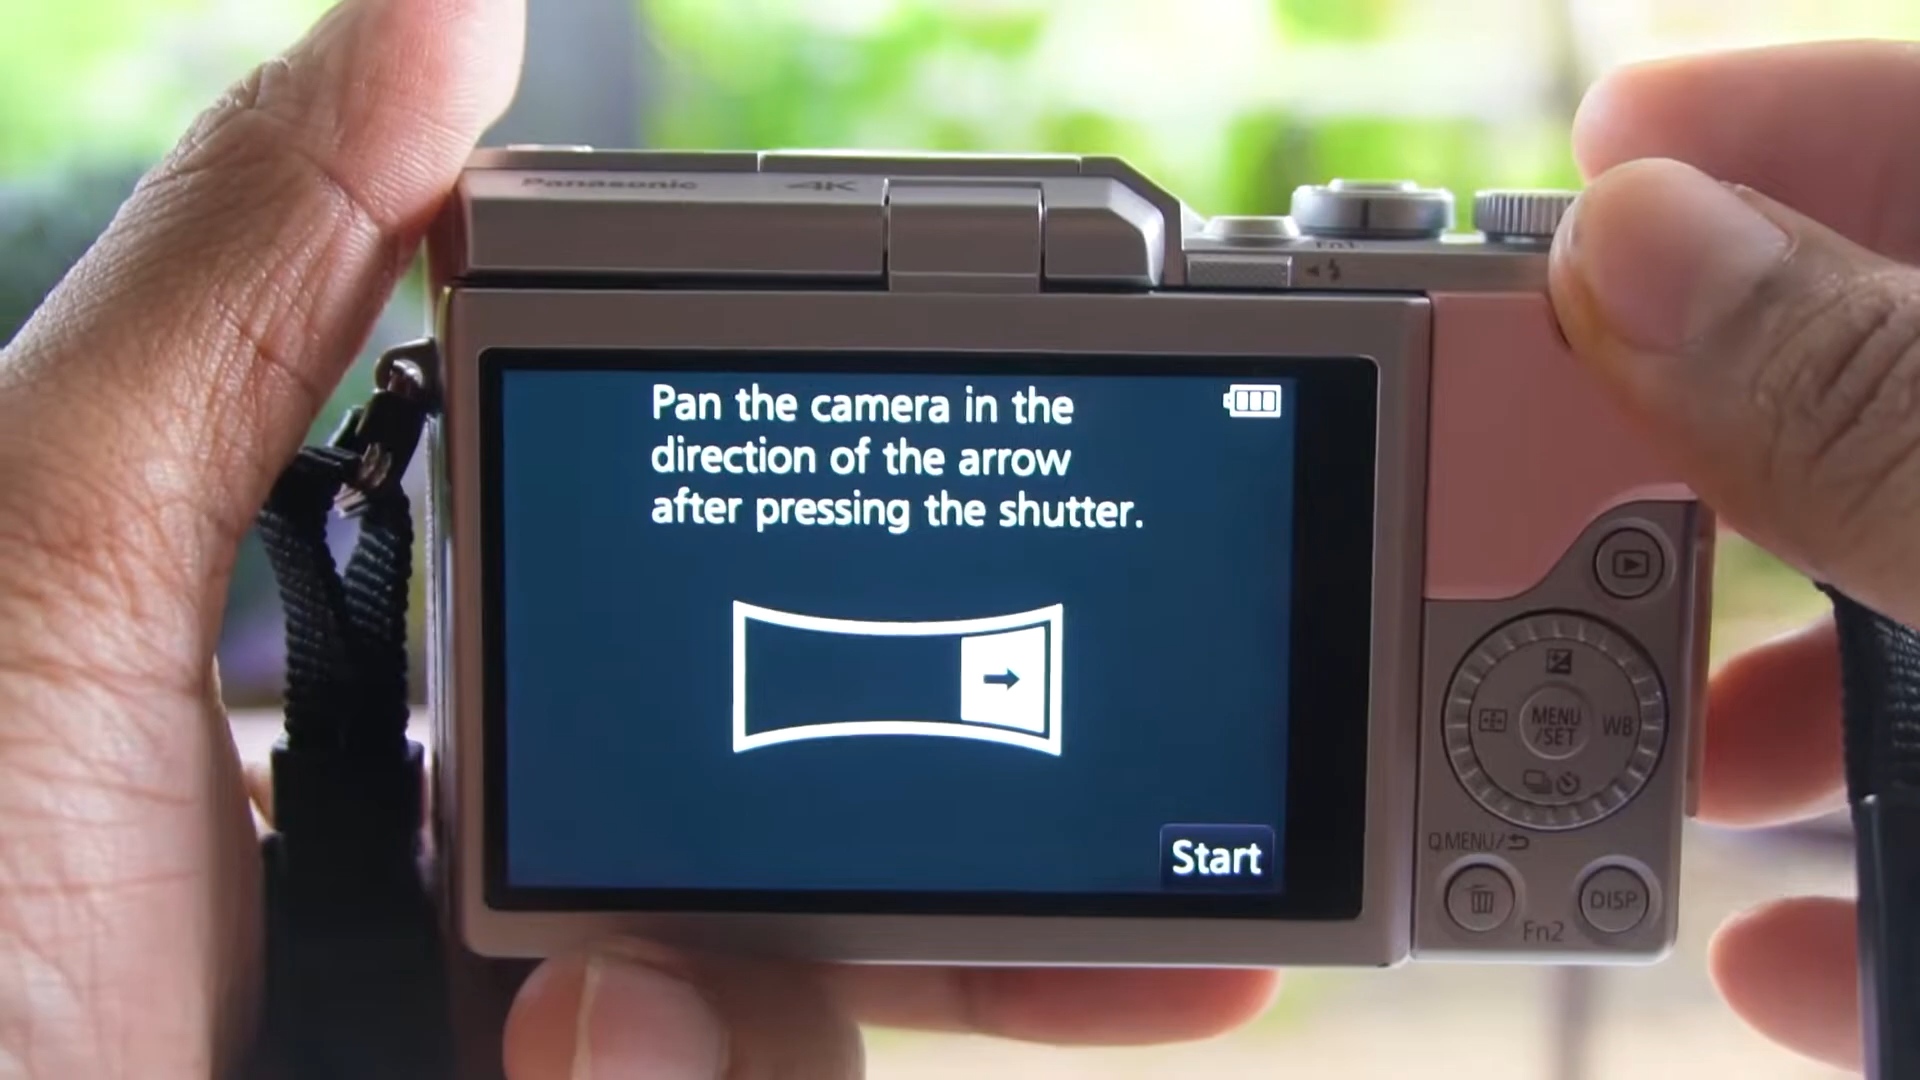 Panasonic 4K
Fn1
Pan the camera in the
direction of the arrow
after pressing the shutter.
MENU
/SET
WB
Start
Q.MENU/
DISP
Fn2